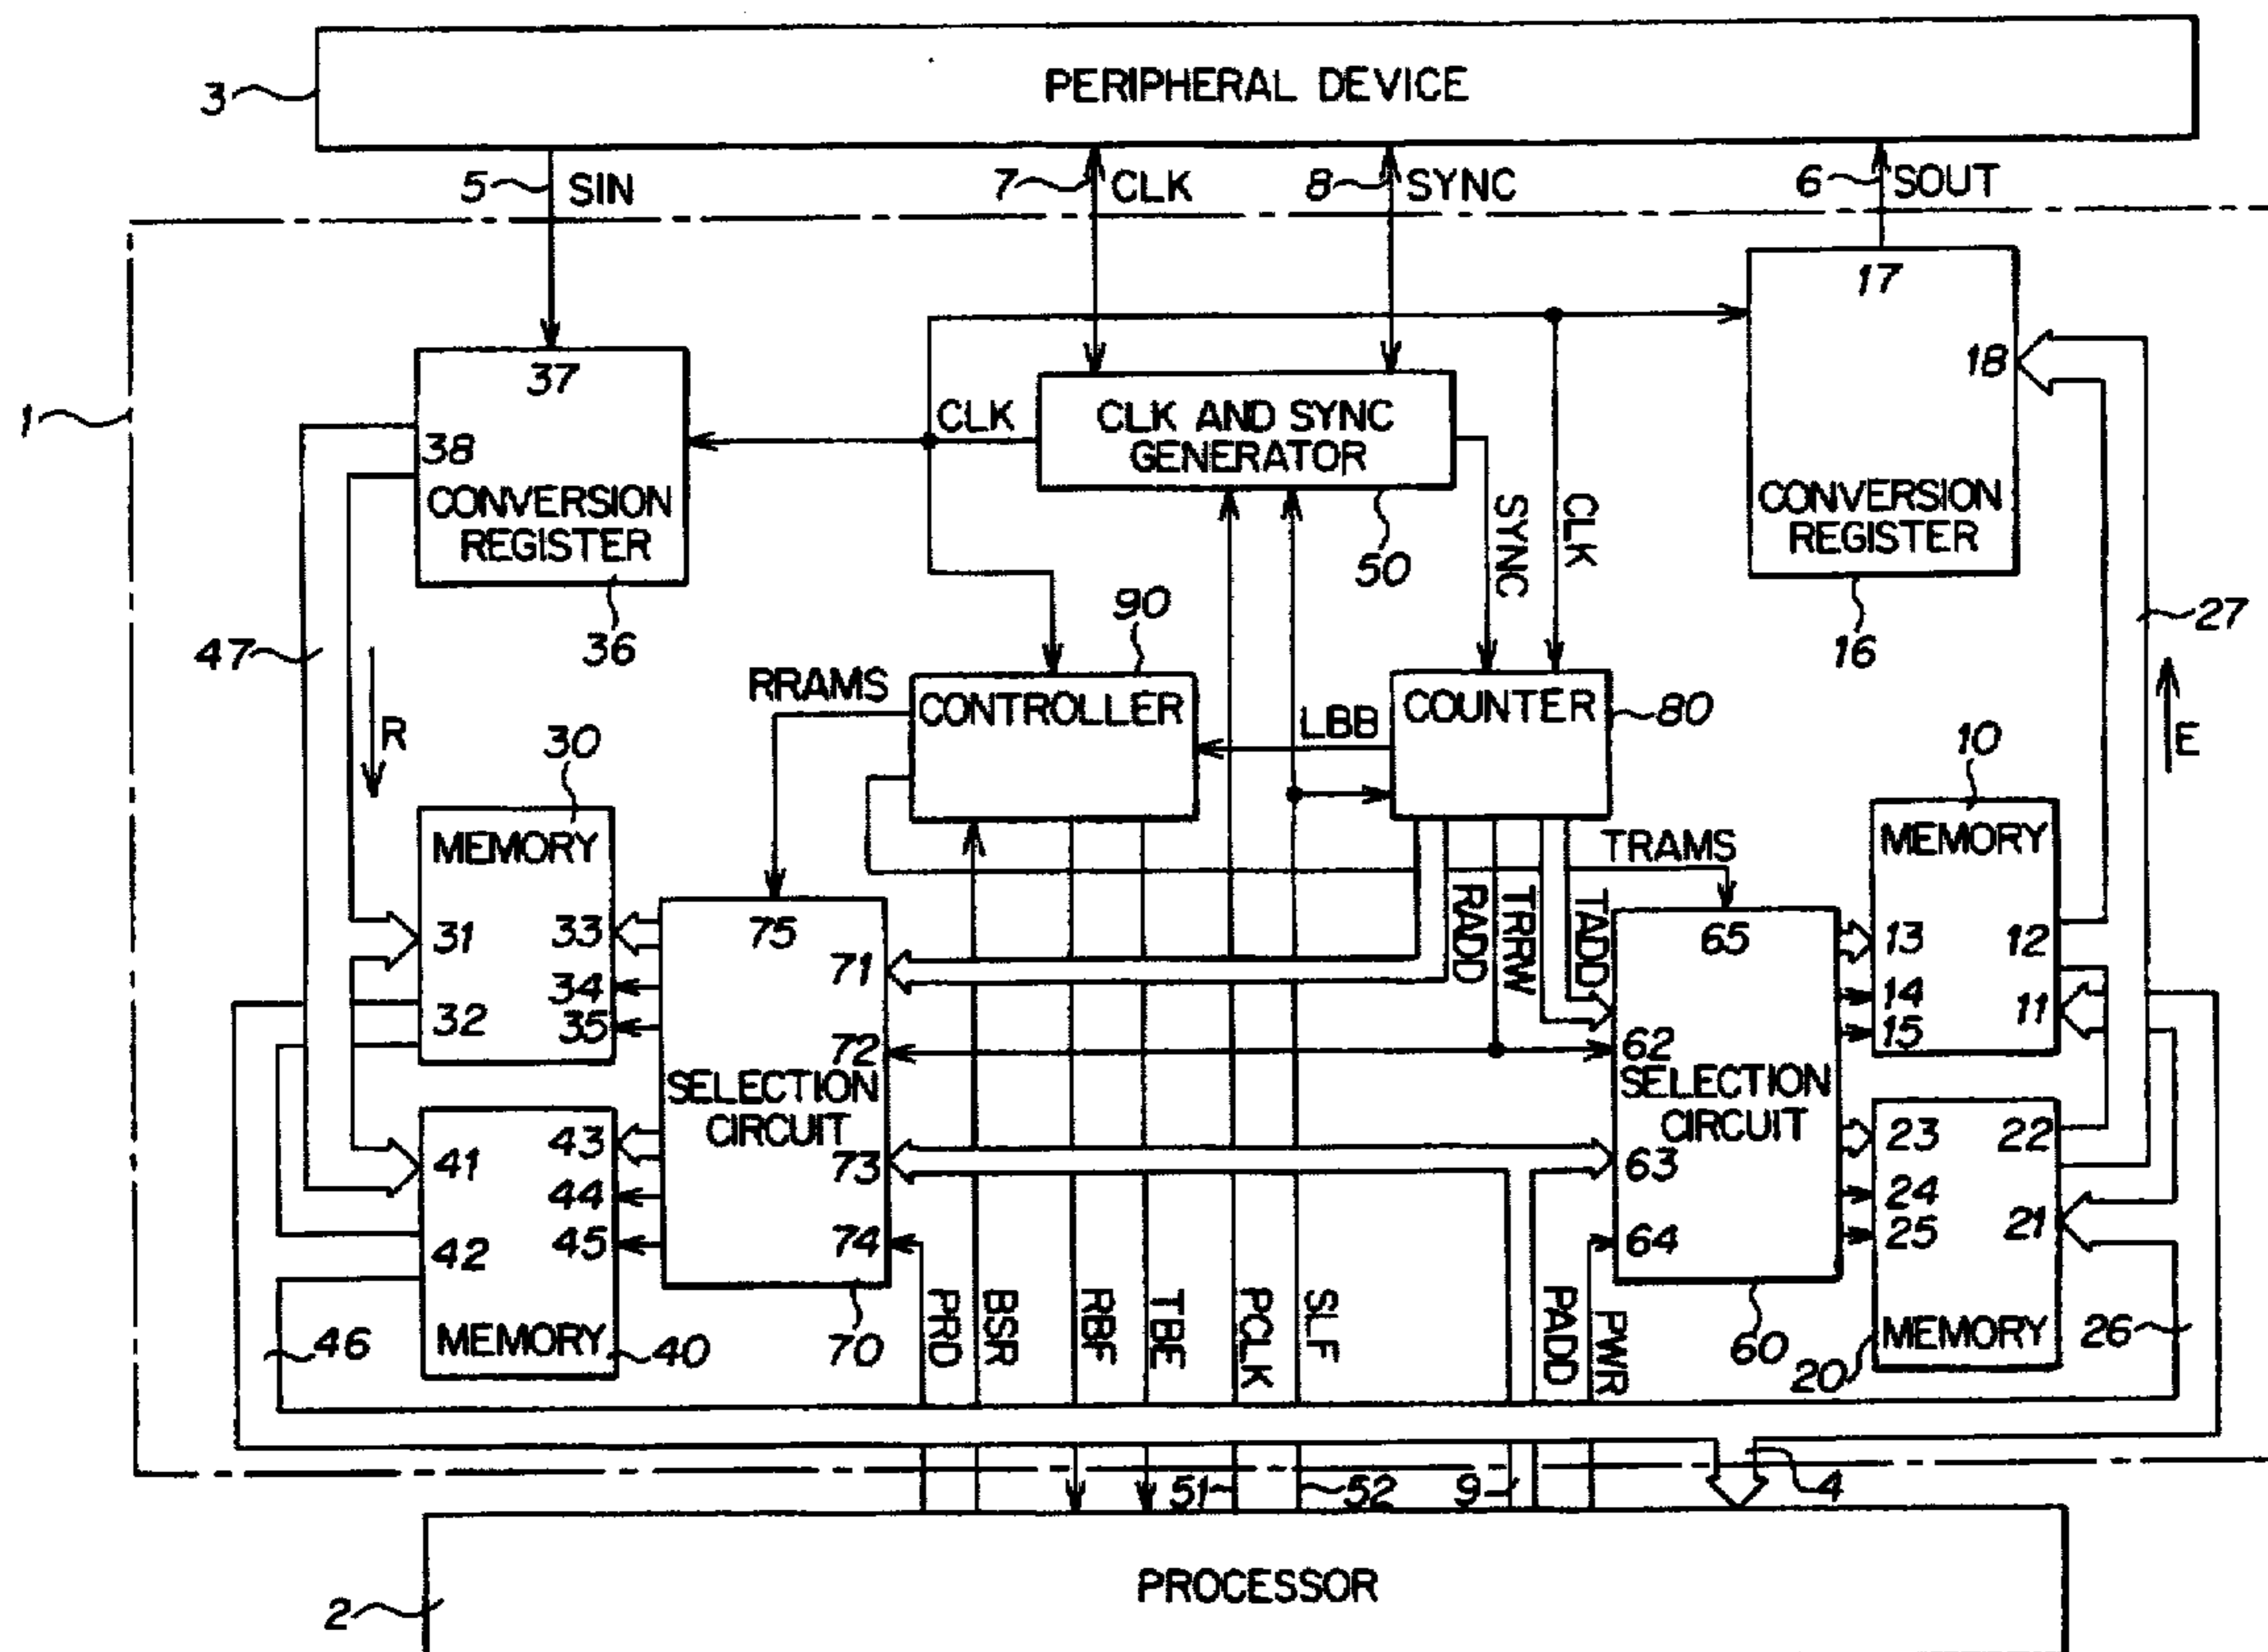 PERIPHERAL DEVICE
3
5
SIN
7
CLK
8
SYNC
6
SOUT
1
37
38
CONVERSION
REGISTER
36
CLK
CLK AND SYNC
GENERATOR
50
SYNC
CLK
17
18
CONVERSION
REGISTER
16
47
R
27
E
90
RRAMS
CONTROLLER
LBB
COUNTER
80
30
MEMORY
31
32
33
34
35
10
MEMORY
13
14
15
12
11
TRAMS
RADD
TRRW
TADD
75
71
72
SELECTION
CIRCUIT
73
74
70
65
62
SELECTION
CIRCUIT
63
64
60
41
42
43
44
45
MEMORY
40
46
23
24
25
22
21
MEMORY
20
26
PRD
BSR
RBF
TBE
PCLK
SLF
PADD
PWR
51
52
9
4
PROCESSOR
2